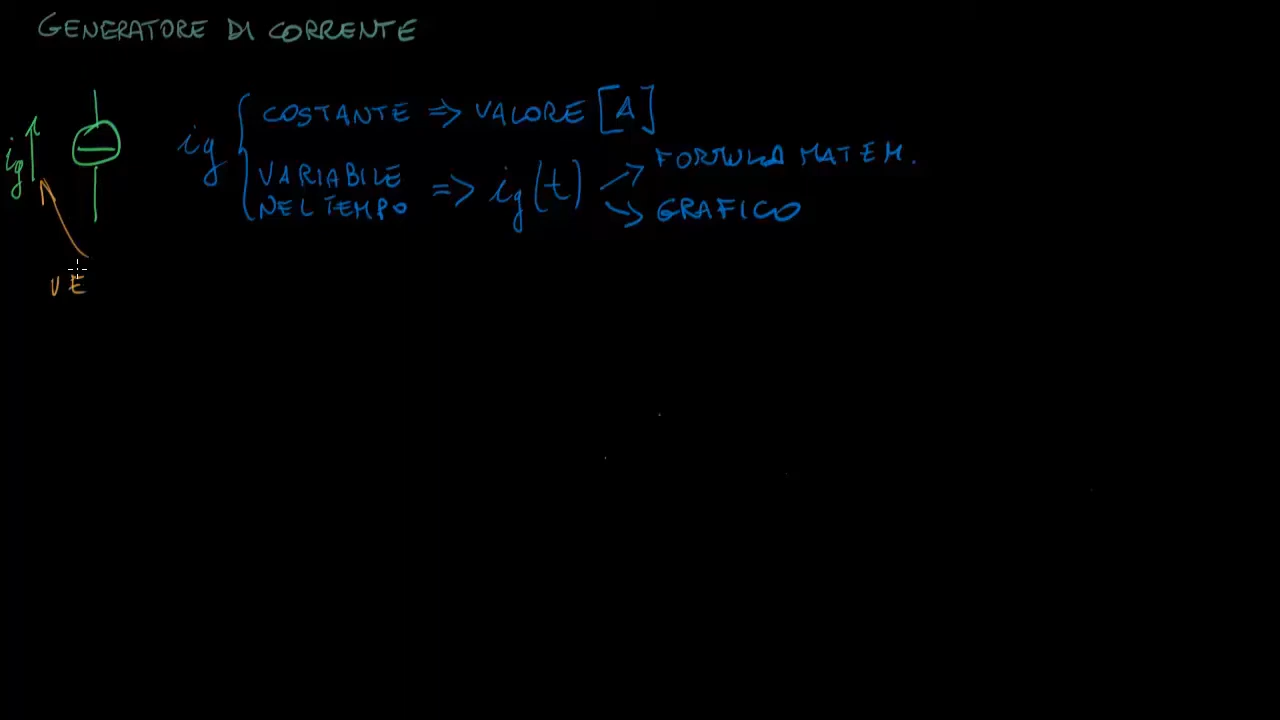 GENERATORE DI CORRENTE
ig
ig
COSTANTE => VALORE [A]
VARIABILE NEL TEMPO => ig(t)
FORMULA MATEM.
GRAFICO
VE